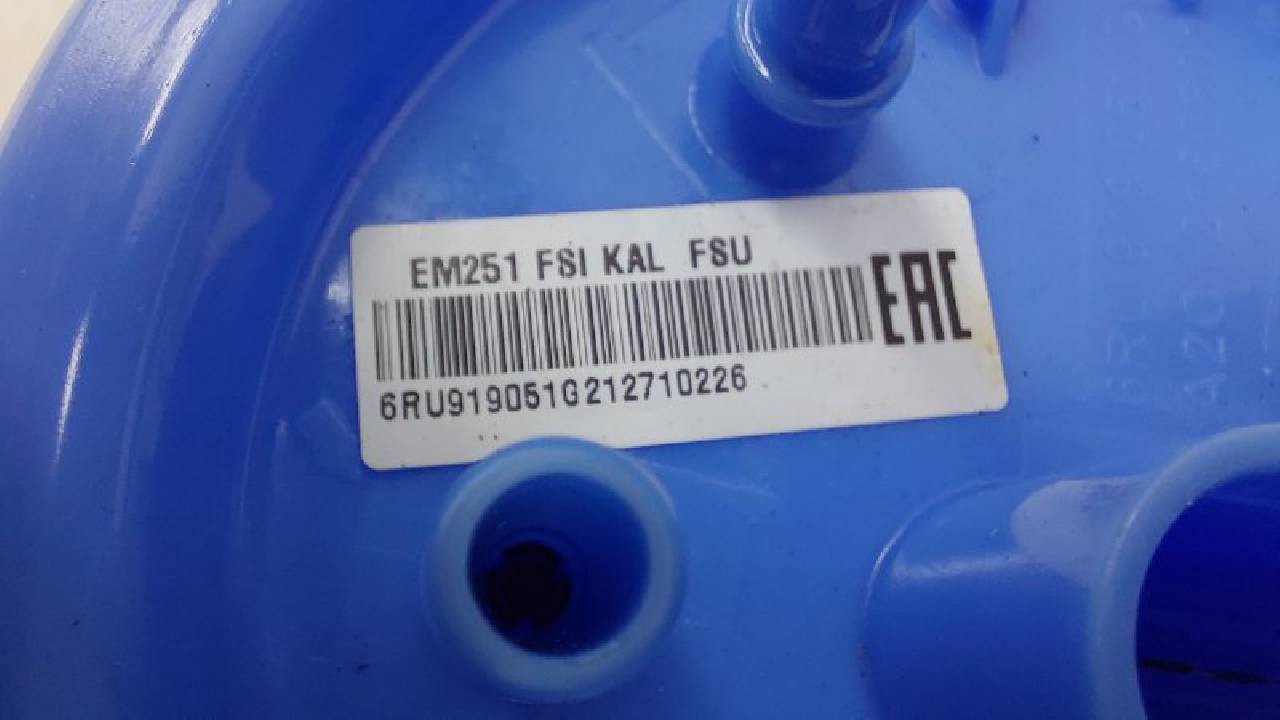 EM251 FSI KAL FSU
EAC
6RU919051G212710226